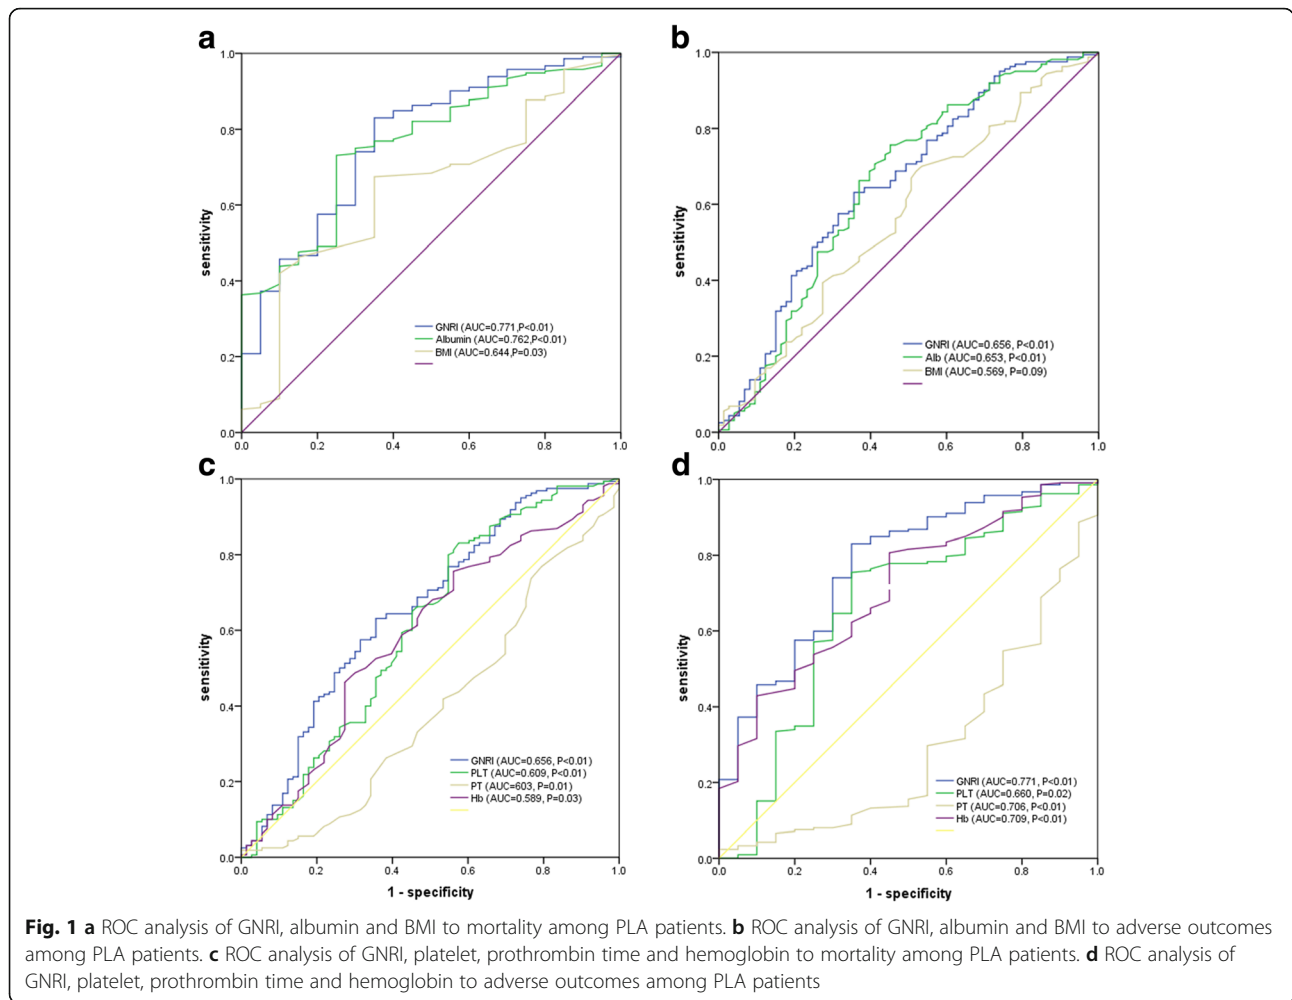 a
1.0
0.8
0.6
0.4
0.2
0.0
sensitivity
GNRI (AUC=0.771,P<0.01)
Albumin (AUC=0.762,P<0.01)
BMI (AUC=0.644,P=0.03)
0.0 0.2 0.4 0.6 0.8 1.0
b
1.0
0.8
0.6
0.4
0.2
0.0
sensitivity
GNRI (AUC=0.656, P<0.01)
Alb (AUC=0.653, P<0.01)
BMI (AUC=0.569, P=0.09)
0.0 0.2 0.4 0.6 0.8 1.0
c
1.0
0.8
0.6
0.4
0.2
0.0
sensitivity
GNRI (AUC=0.656, P<0.01)
PLT (AUC=0.609, P<0.01)
PT (AUC=603, P=0.01)
Hb (AUC=0.589, P=0.03)
0.0 0.2 0.4 0.6 0.8 1.0
1 - specificity
d
1.0
0.8
0.6
0.4
0.2
0.0
sensitivity
GNRI (AUC=0.771, P<0.01)
PLT (AUC=0.660, P=0.02)
PT (AUC=0.706, P<0.01)
Hb (AUC=0.709, P<0.01)
0.0 0.2 0.4 0.6 0.8 1.0
1 - specificity
Fig. 1 a ROC analysis of GNRI, albumin and BMI to mortality among PLA patients. b ROC analysis of GNRI, albumin and BMI to adverse outcomes
among PLA patients. c ROC analysis of GNRI, platelet, prothrombin time and hemoglobin to mortality among PLA patients. d ROC analysis of
GNRI, platelet, prothrombin time and hemoglobin to adverse outcomes among PLA patients